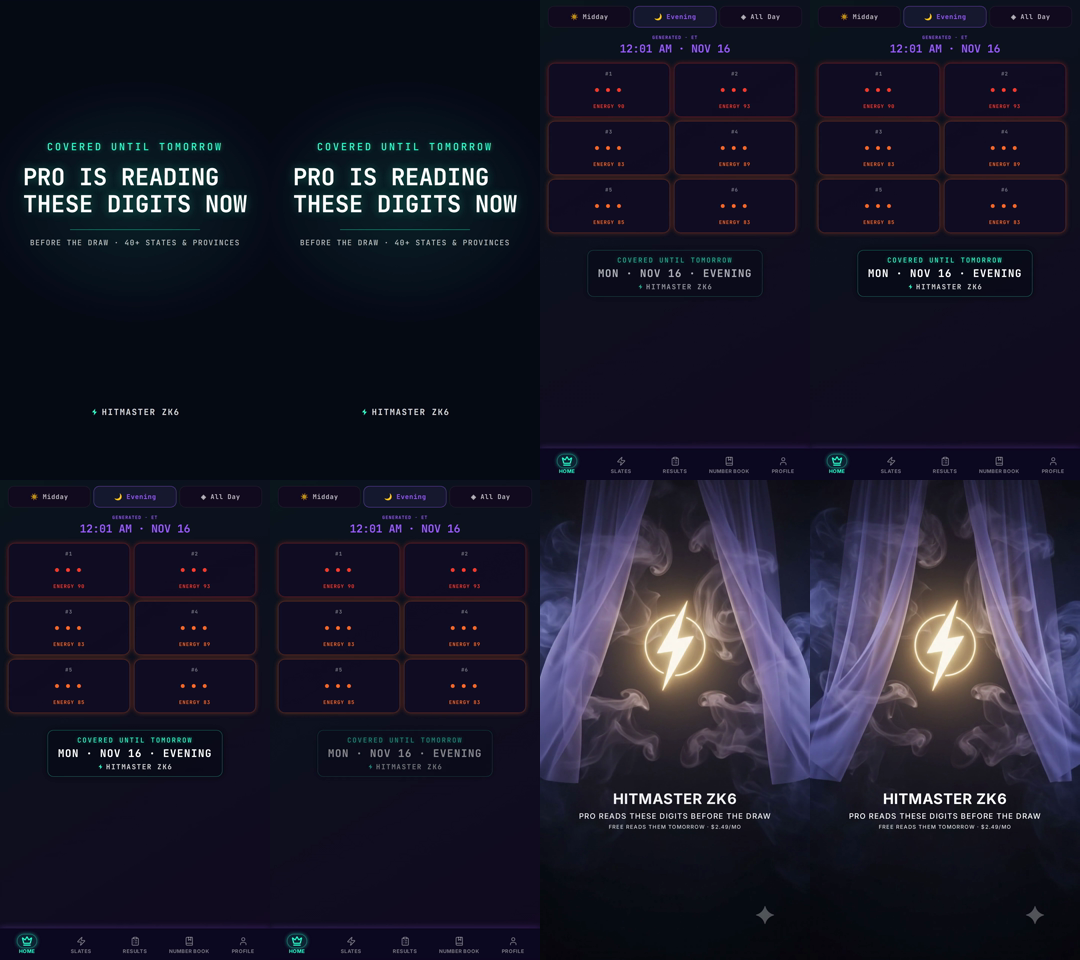 COVERED UNTIL TOMORROW
PRO IS READING
THESE DIGITS NOW
BEFORE THE DRAW · 40+ STATES & PROVINCES
HITMASTER ZK6
COVERED UNTIL TOMORROW
PRO IS READING
THESE DIGITS NOW
BEFORE THE DRAW · 40+ STATES & PROVINCES
HITMASTER ZK6
Midday Evening All Day
GENERATED · ET
12:01 AM · NOV 16
#1 #2
ENERGY 90 ENERGY 93
#3 #4
ENERGY 83 ENERGY 89
#5 #6
ENERGY 85 ENERGY 83
COVERED UNTIL TOMORROW
MON · NOV 16 · EVENING
HITMASTER ZK6
HOME SLATES RESULTS NUMBER BOOK PROFILE
Midday Evening All Day
GENERATED · ET
12:01 AM · NOV 16
#1 #2
ENERGY 90 ENERGY 93
#3 #4
ENERGY 83 ENERGY 89
#5 #6
ENERGY 85 ENERGY 83
COVERED UNTIL TOMORROW
MON · NOV 16 · EVENING
HITMASTER ZK6
HOME SLATES RESULTS NUMBER BOOK PROFILE
Midday Evening All Day
GENERATED · ET
12:01 AM · NOV 16
#1 #2
ENERGY 90 ENERGY 93
#3 #4
ENERGY 83 ENERGY 89
#5 #6
ENERGY 85 ENERGY 83
COVERED UNTIL TOMORROW
MON · NOV 16 · EVENING
HITMASTER ZK6
HOME SLATES RESULTS NUMBER BOOK PROFILE
Midday Evening All Day
GENERATED · ET
12:01 AM · NOV 16
#1 #2
ENERGY 90 ENERGY 93
#3 #4
ENERGY 83 ENERGY 89
#5 #6
ENERGY 85 ENERGY 83
COVERED UNTIL TOMORROW
MON · NOV 16 · EVENING
HITMASTER ZK6
HOME SLATES RESULTS NUMBER BOOK PROFILE
HITMASTER ZK6
PRO READS THESE DIGITS BEFORE THE DRAW
FREE READS THEM TOMORROW · $2.49/MO
HITMASTER ZK6
PRO READS THESE DIGITS BEFORE THE DRAW
FREE READS THEM TOMORROW · $2.49/MO